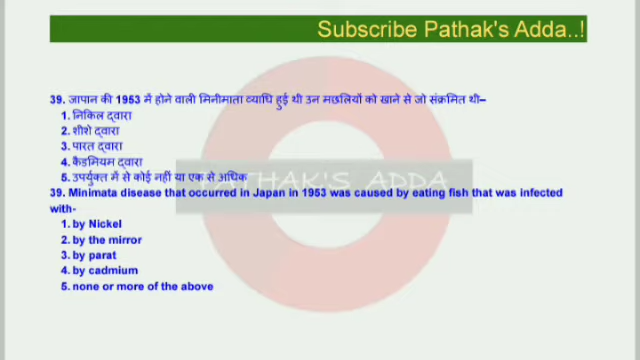 Subscribe Pathak's Adda..!
39. जापान की 1953 में होने वाली मिनीमाता व्याधि हुई थी उन मछलियों को खाने से जो संक्रमित थी–
1. निकिल द्वारा
2. शीशे द्वारा
3. पारत द्वारा
4. कैडमियम द्वारा
5. उपर्युक्त में से कोई नहीं या एक से अधिक
PATHAK'S ADDA
39. Minimata disease that occurred in Japan in 1953 was caused by eating fish that was infected
with-
1. by Nickel
2. by the mirror
3. by parat
4. by cadmium
5. none or more of the above